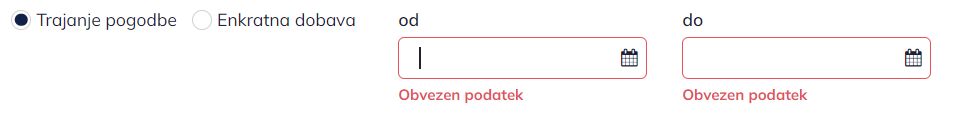 Trajanje pogodbe Enkratna dobava od do
Obvezen podatek Obvezen podatek